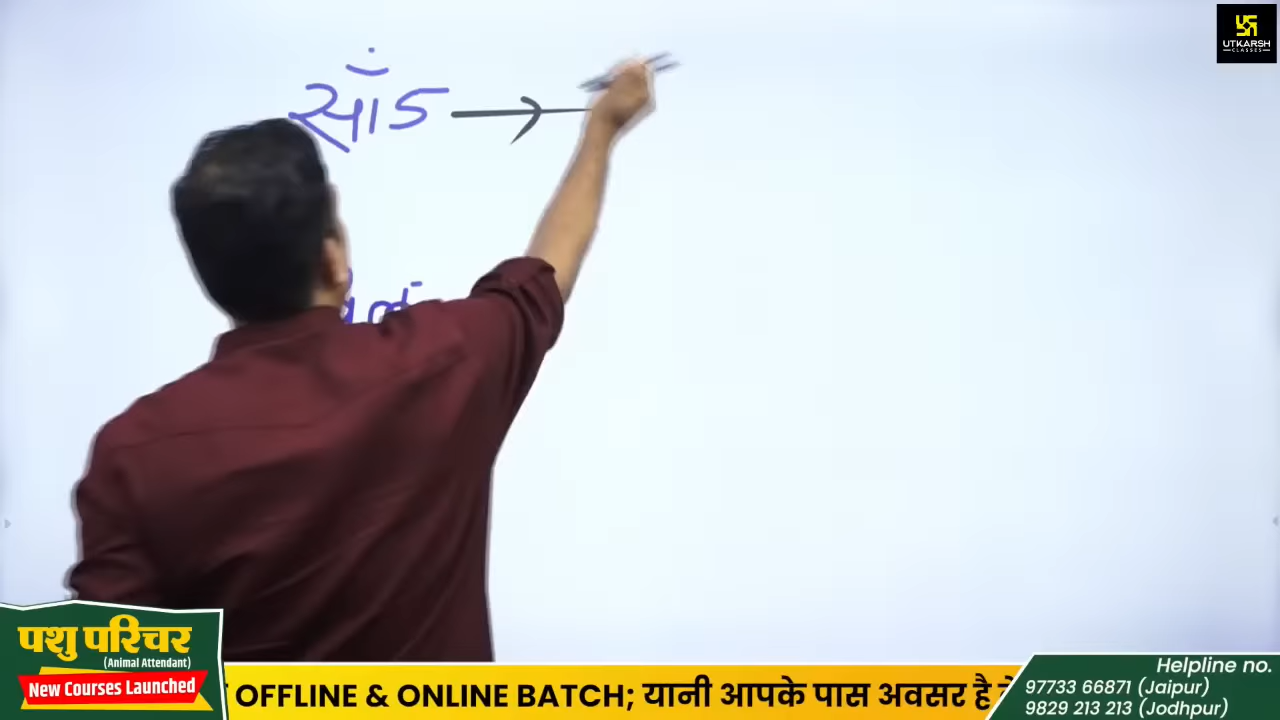 UTKARSH
CLASSES
साँड →
पशु परिचर
(Animal Attendant)
New Courses Launched
OFFLINE & ONLINE BATCH; यानी आपके पास अवसर है
Helpline no.
97733 66871 (Jaipur)
9829 213 213 (Jodhpur)